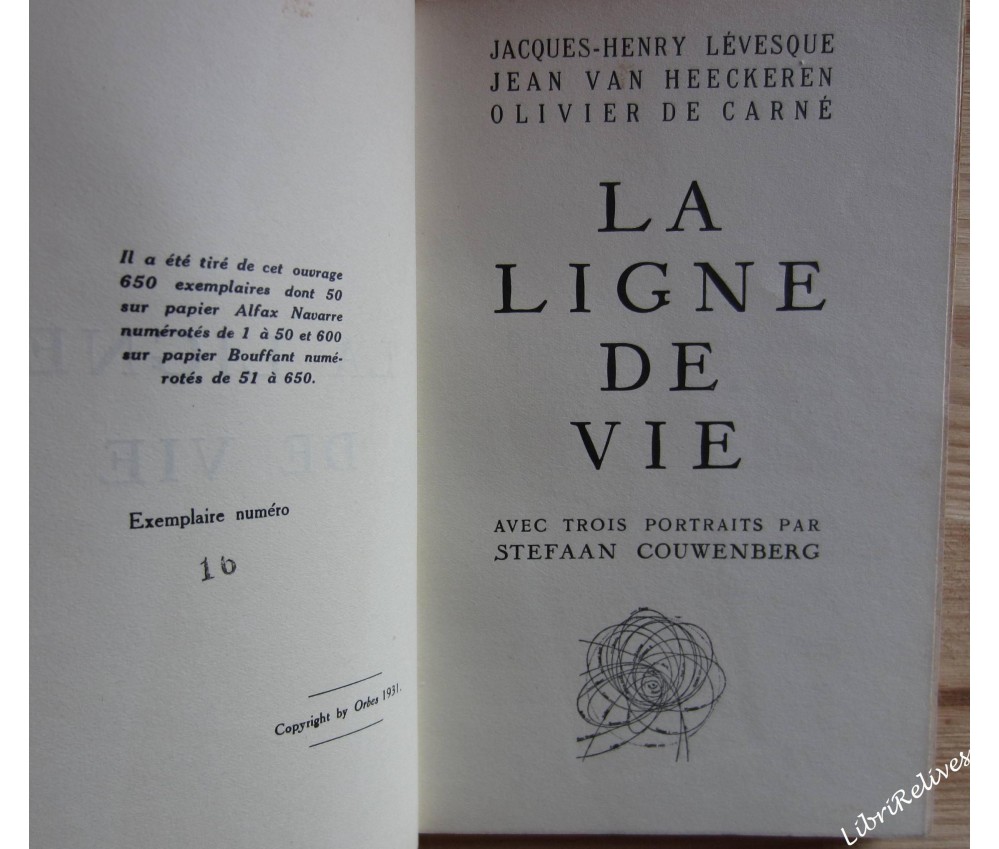 Il a été tiré de cet ouvrage
650 exemplaires dont 50
sur papier Alfax Navarre
numérotés de 1 à 50 et 600
sur papier Bouffant numé-
rotés de 51 à 650.
Exemplaire numéro
16
Copyright by Orbes 1931.
JACQUES-HENRY LÉVESQUE
JEAN VAN HEECKEREN
OLIVIER DE CARNÉ
LA
LIGNE
DE
VIE
AVEC TROIS PORTRAITS PAR
STEFAAN COUWENBERG
LibriRelives